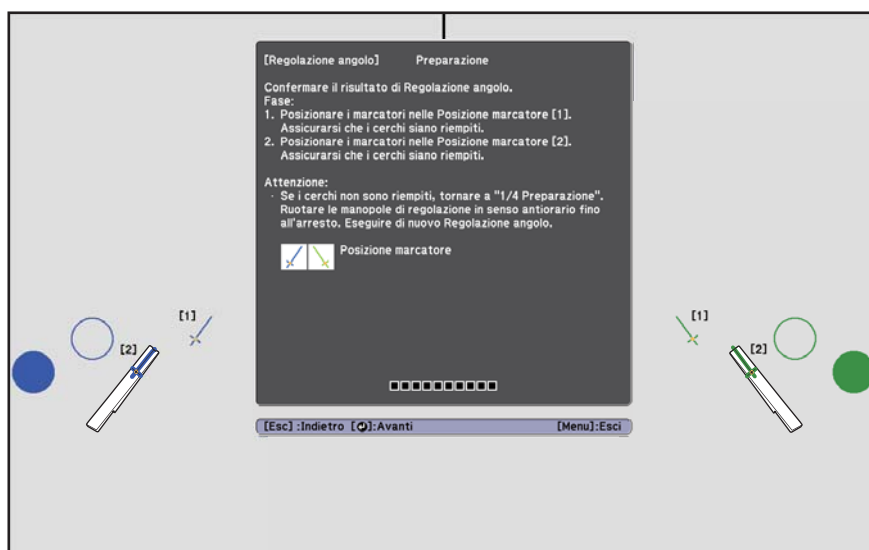 [Regolazione angolo] Preparazione
Confermare il risultato di Regolazione angolo.
Fase:
1. Posizionare i marcatori nelle Posizione marcatore [1].
Assicurarsi che i cerchi siano riempiti.
2. Posizionare i marcatori nelle Posizione marcatore [2].
Assicurarsi che i cerchi siano riempiti.
Attenzione:
· Se i cerchi non sono riempiti, tornare a "1/4 Preparazione".
Ruotare le manopole di regolazione in senso antiorario fino
all'arresto. Eseguire di nuovo Regolazione angolo.
Posizione marcatore
[1]
[2]
[1]
[2]
[Esc] :Indietro [⏎]:Avanti [Menu]:Esci